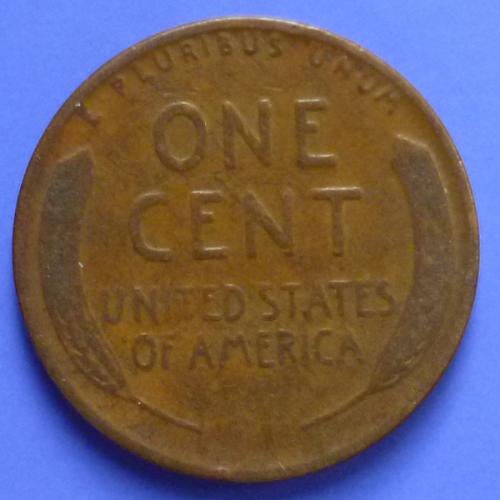 E PLURIBUS UNUM
ONE
CENT
UNITED STATES
OF AMERICA